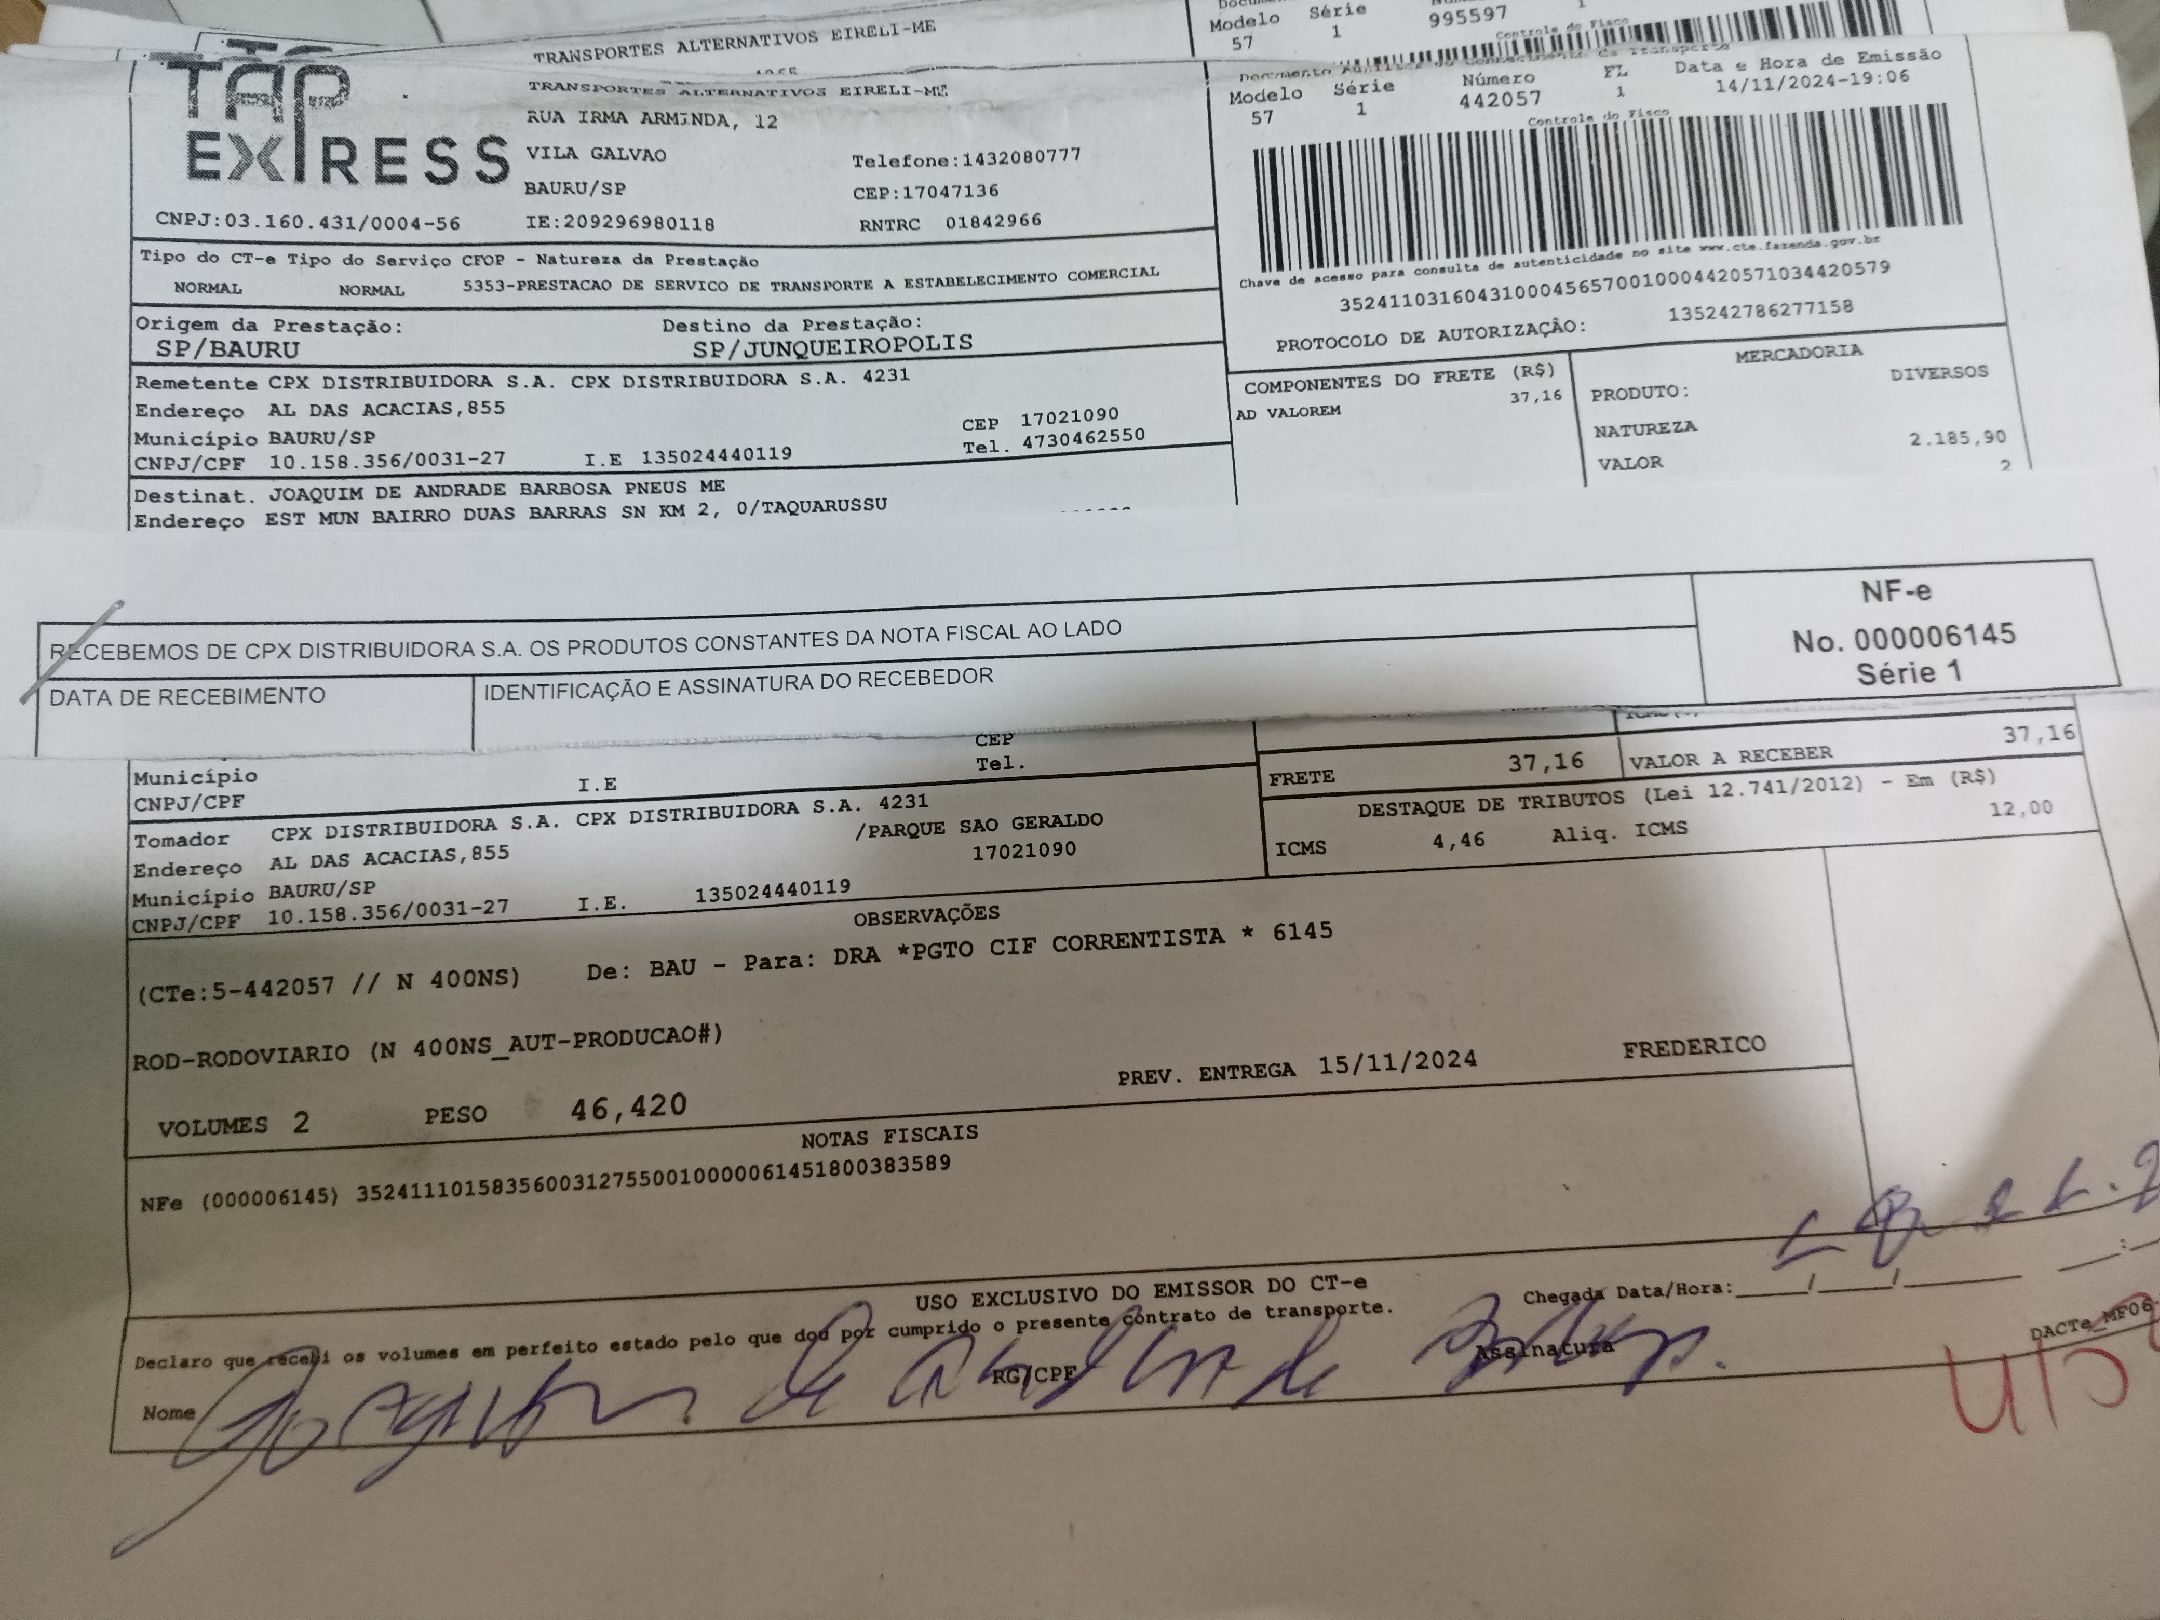 TRANSPORTES ALTERNATIVOS EIRELI-ME
Modelo Série
57 1 995597 1
Controle do Fisco
TAP EXPRESS
TRANSPORTES ALTERNATIVOS EIRELI-ME
RUA IRMA ARMINDA, 12
VILA GALVAO Telefone:1432080777
BAURU/SP CEP:17047136
CNPJ:03.160.431/0004-56 IE:209296980118 RNTRC 01842966
Modelo Série Número FL Data e Hora de Emissão
57 1 442057 1 14/11/2024-19:06
Controle do Fisco
Chave de acesso para consulta de autenticidade no site www.cte.fazenda.gov.br
35241103160431000456570010004420571034420579
PROTOCOLO DE AUTORIZAÇÃO: 135242786277158
Tipo do CT-e Tipo do Serviço CFOP - Natureza da Prestação
NORMAL NORMAL 5353-PRESTACAO DE SERVICO DE TRANSPORTE A ESTABELECIMENTO COMERCIAL
Origem da Prestação: Destino da Prestação:
SP/BAURU SP/JUNQUEIROPOLIS
Remetente CPX DISTRIBUIDORA S.A. CPX DISTRIBUIDORA S.A. 4231
Endereço AL DAS ACACIAS,855
Município BAURU/SP CEP 17021090
CNPJ/CPF 10.158.356/0031-27 I.E 135024440119 Tel. 4730462550
Destinat. JOAQUIM DE ANDRADE BARBOSA PNEUS ME
Endereço EST MUN BAIRRO DUAS BARRAS SN KM 2, 0/TAQUARUSSU
COMPONENTES DO FRETE (R$)
AD VALOREM 37,16
MERCADORIA
PRODUTO: DIVERSOS
NATUREZA
VALOR 2.185,90
2
RECEBEMOS DE CPX DISTRIBUIDORA S.A. OS PRODUTOS CONSTANTES DA NOTA FISCAL AO LADO
DATA DE RECEBIMENTO IDENTIFICAÇÃO E ASSINATURA DO RECEBEDOR
NF-e
No. 000006145
Série 1
Município CEP
CNPJ/CPF I.E Tel.
FRETE 37,16 VALOR A RECEBER 37,16
DESTAQUE DE TRIBUTOS (Lei 12.741/2012) - Em (R$)
ICMS 4,46 Aliq. ICMS 12,00
Tomador CPX DISTRIBUIDORA S.A. CPX DISTRIBUIDORA S.A. 4231
Endereço AL DAS ACACIAS,855 /PARQUE SAO GERALDO
Município BAURU/SP 17021090
CNPJ/CPF 10.158.356/0031-27 I.E. 135024440119
OBSERVAÇÕES
(CTe:5-442057 // N 400NS) De: BAU - Para: DRA *PGTO CIF CORRENTISTA * 6145
ROD-RODOVIARIO (N 400NS_AUT-PRODUCAO#)
PREV. ENTREGA 15/11/2024 FREDERICO
VOLUMES 2 PESO 46,420
NOTAS FISCAIS
NFe (000006145) 35241110158356003127550010000061451800383589
USO EXCLUSIVO DO EMISSOR DO CT-e
Declaro que recebi os volumes em perfeito estado pelo que dou por cumprido o presente contrato de transporte.
Chegada Data/Hora:_____/_____/________ ___:___
Nome RG/CPF Assinatura
DACTe_MF06